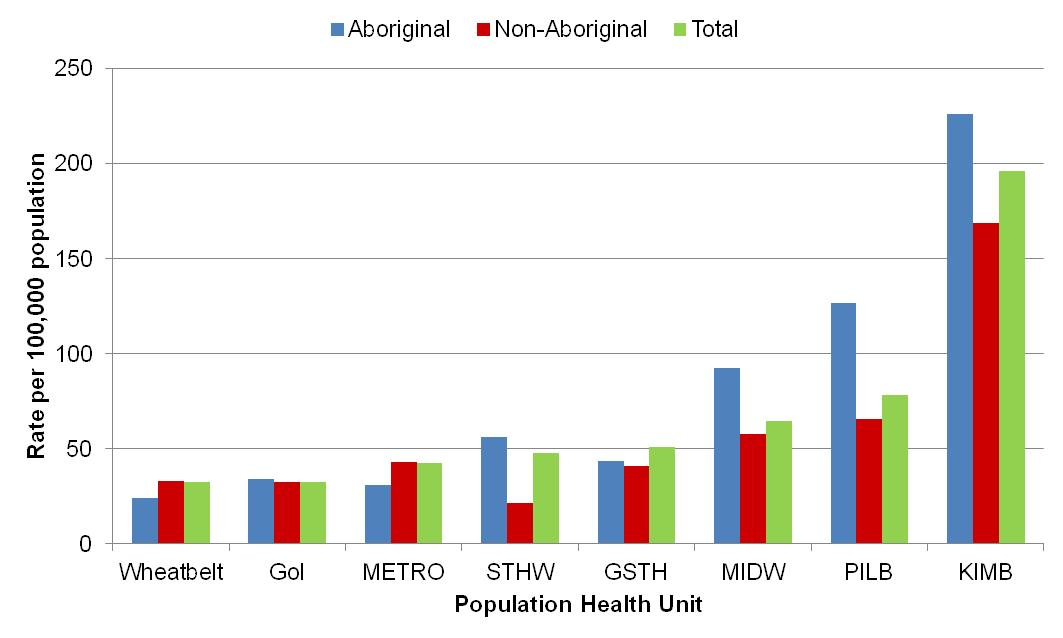 Aboriginal Non-Aboriginal Total
250
200
150
100
50
0
Rate per 100,000 population
Wheatbelt Gol METRO STHW GSTH MIDW PILB KIMB
Population Health Unit